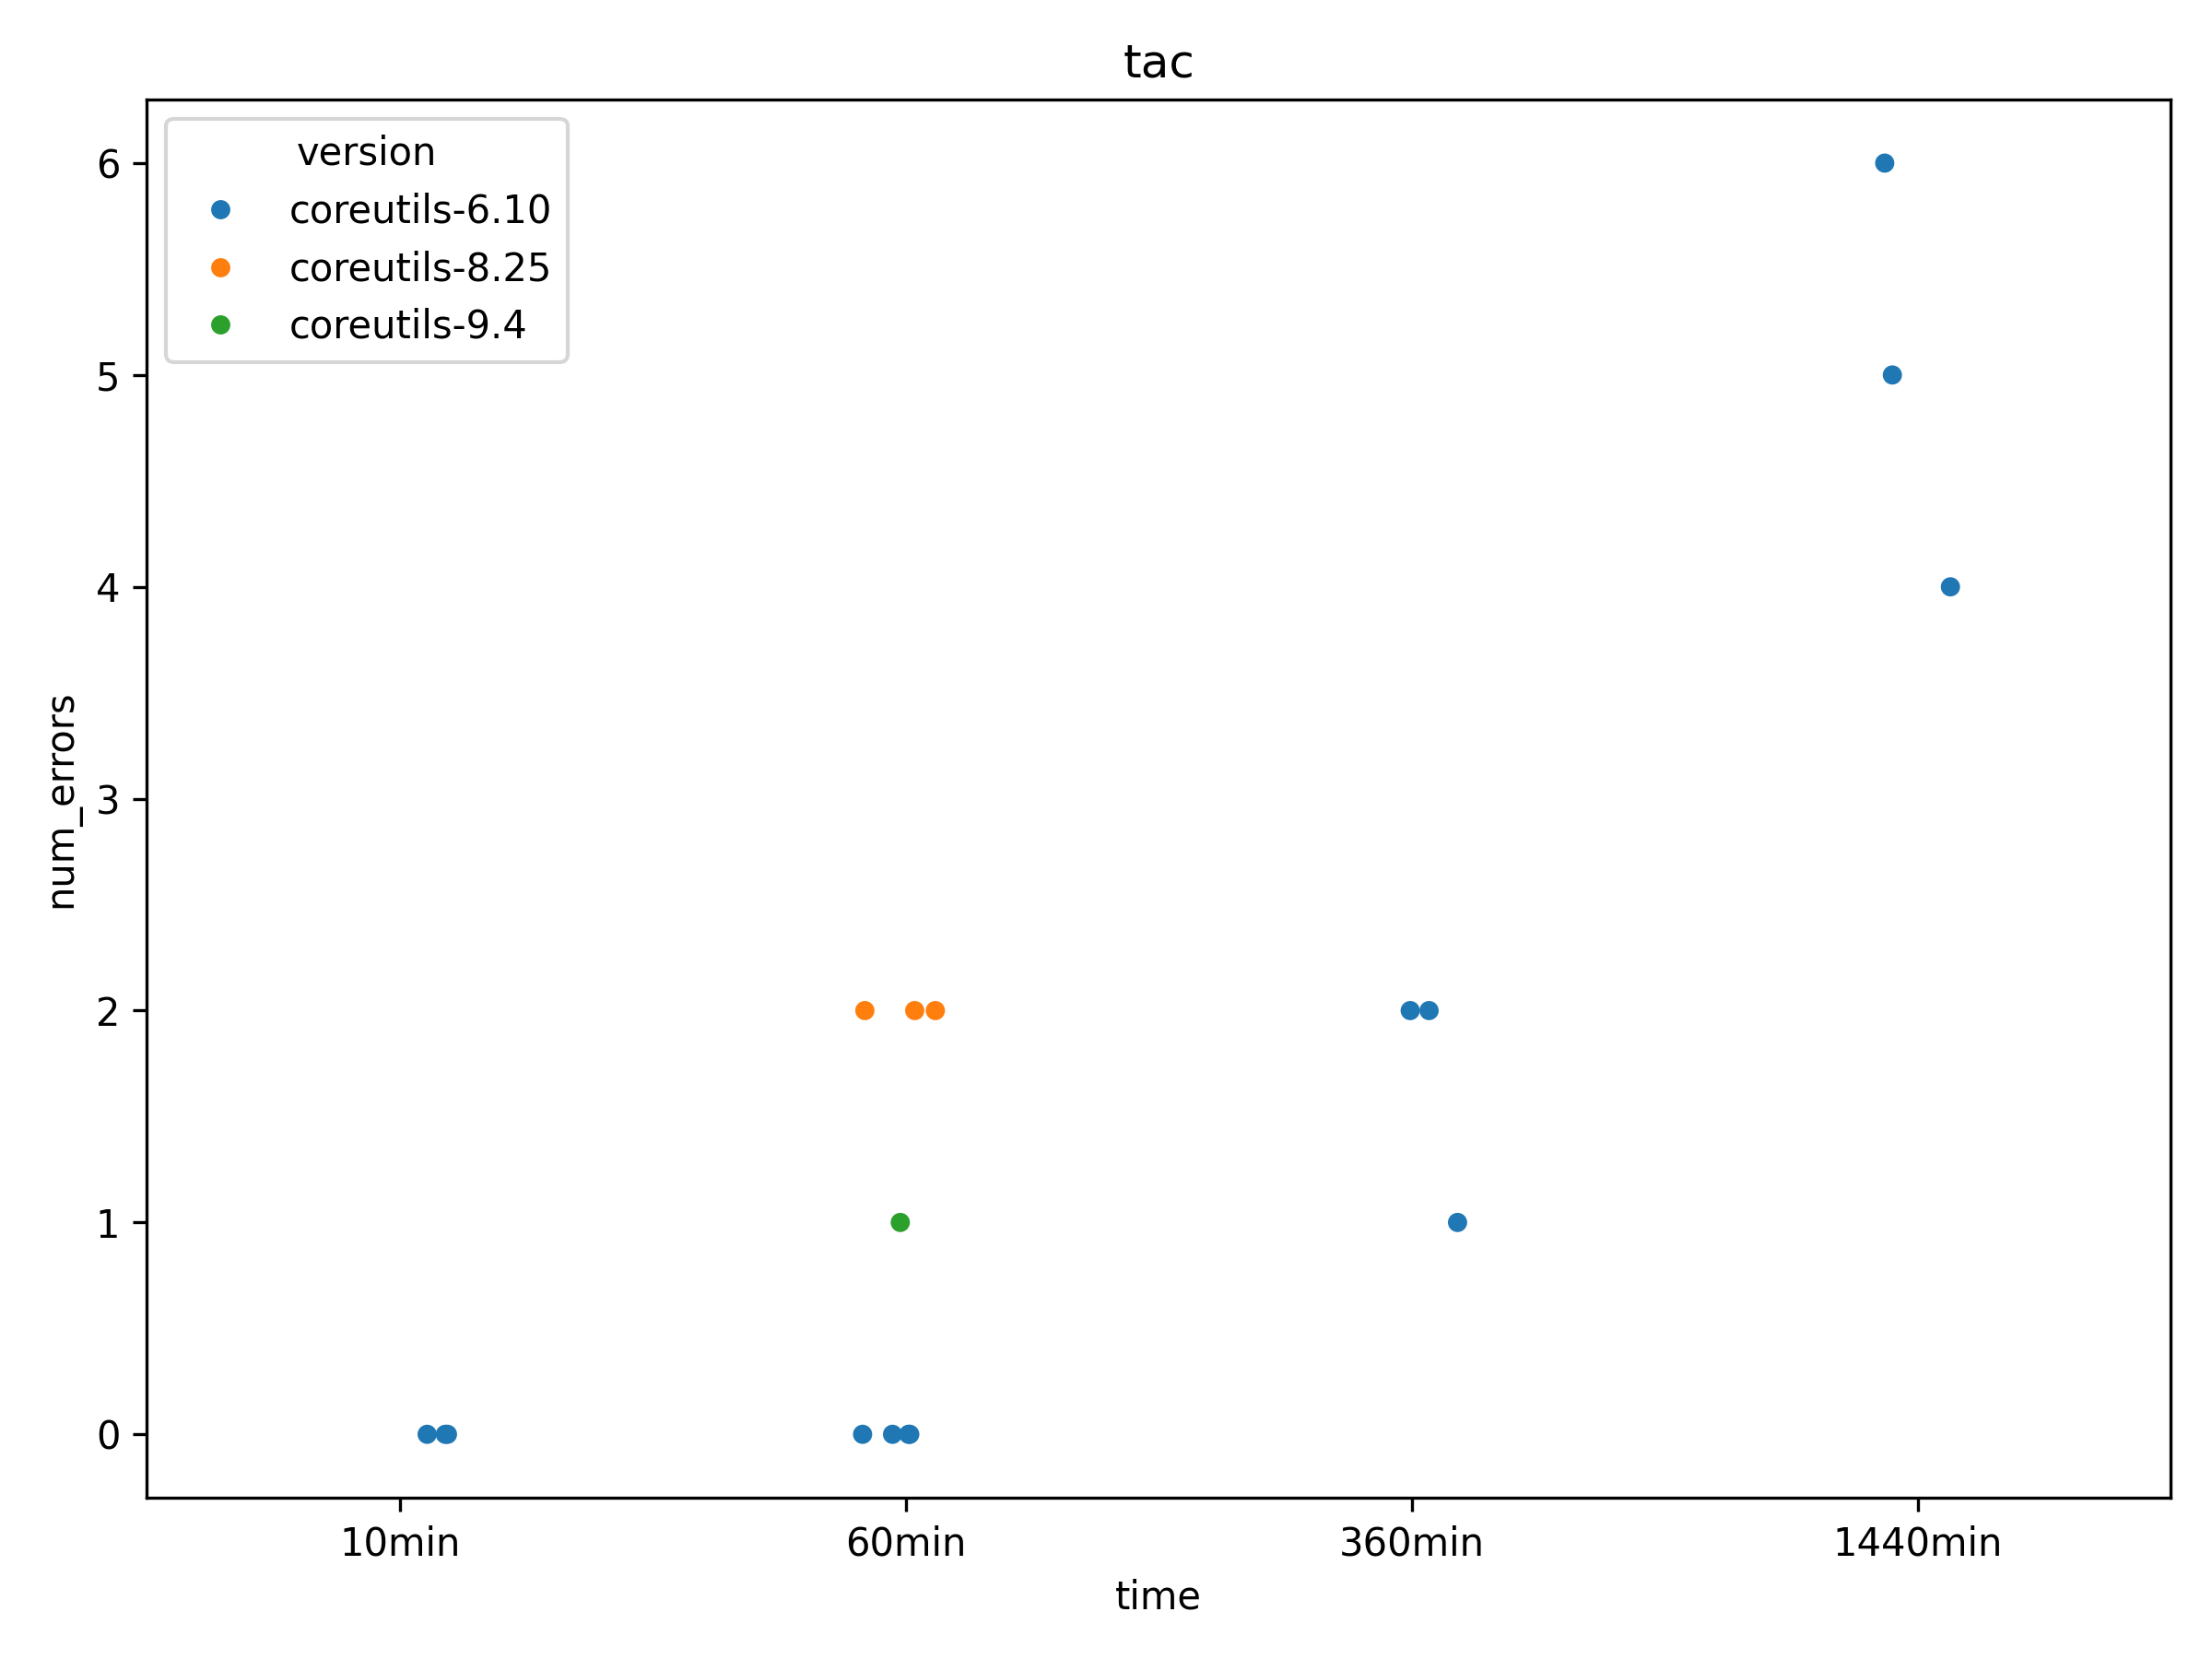 tac
version
coreutils-6.10
coreutils-8.25
coreutils-9.4
6
5
4
3
2
1
0
num_errors
10min 60min 360min 1440min
time